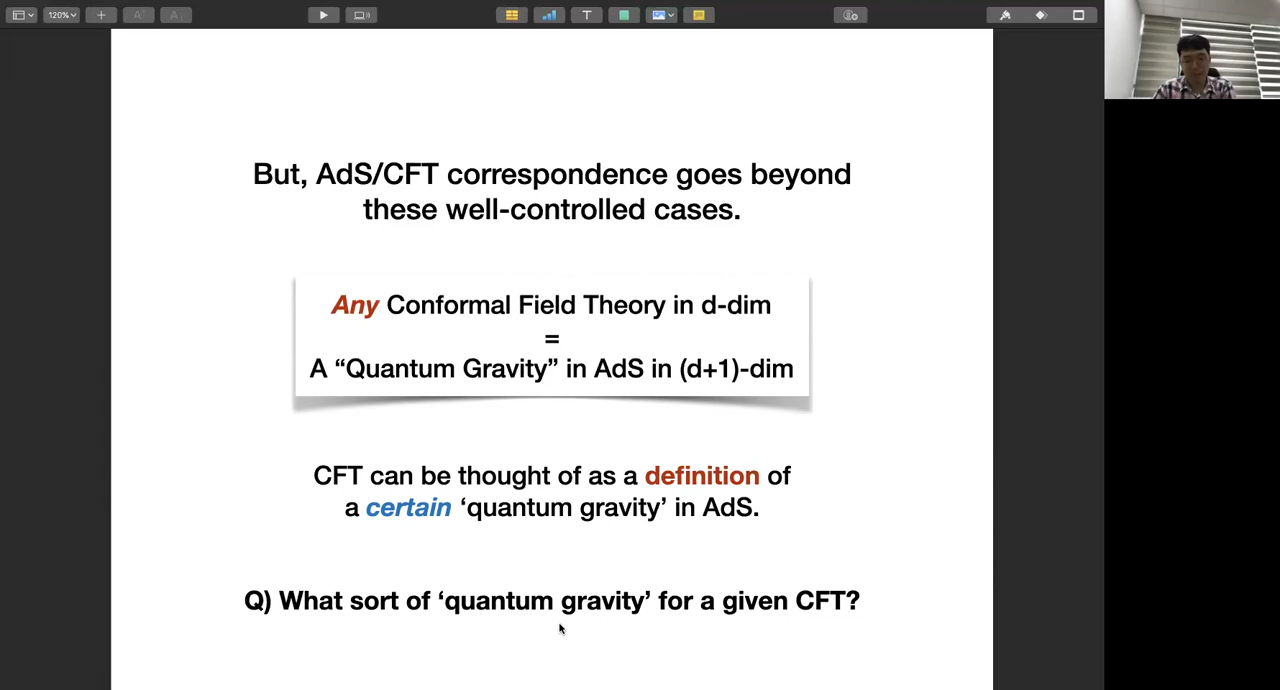 120%
T
But, AdS/CFT correspondence goes beyond
these well-controlled cases.
Any Conformal Field Theory in d-dim
=
A “Quantum Gravity” in AdS in (d+1)-dim
CFT can be thought of as a definition of
a certain ‘quantum gravity’ in AdS.
Q) What sort of ‘quantum gravity’ for a given CFT?